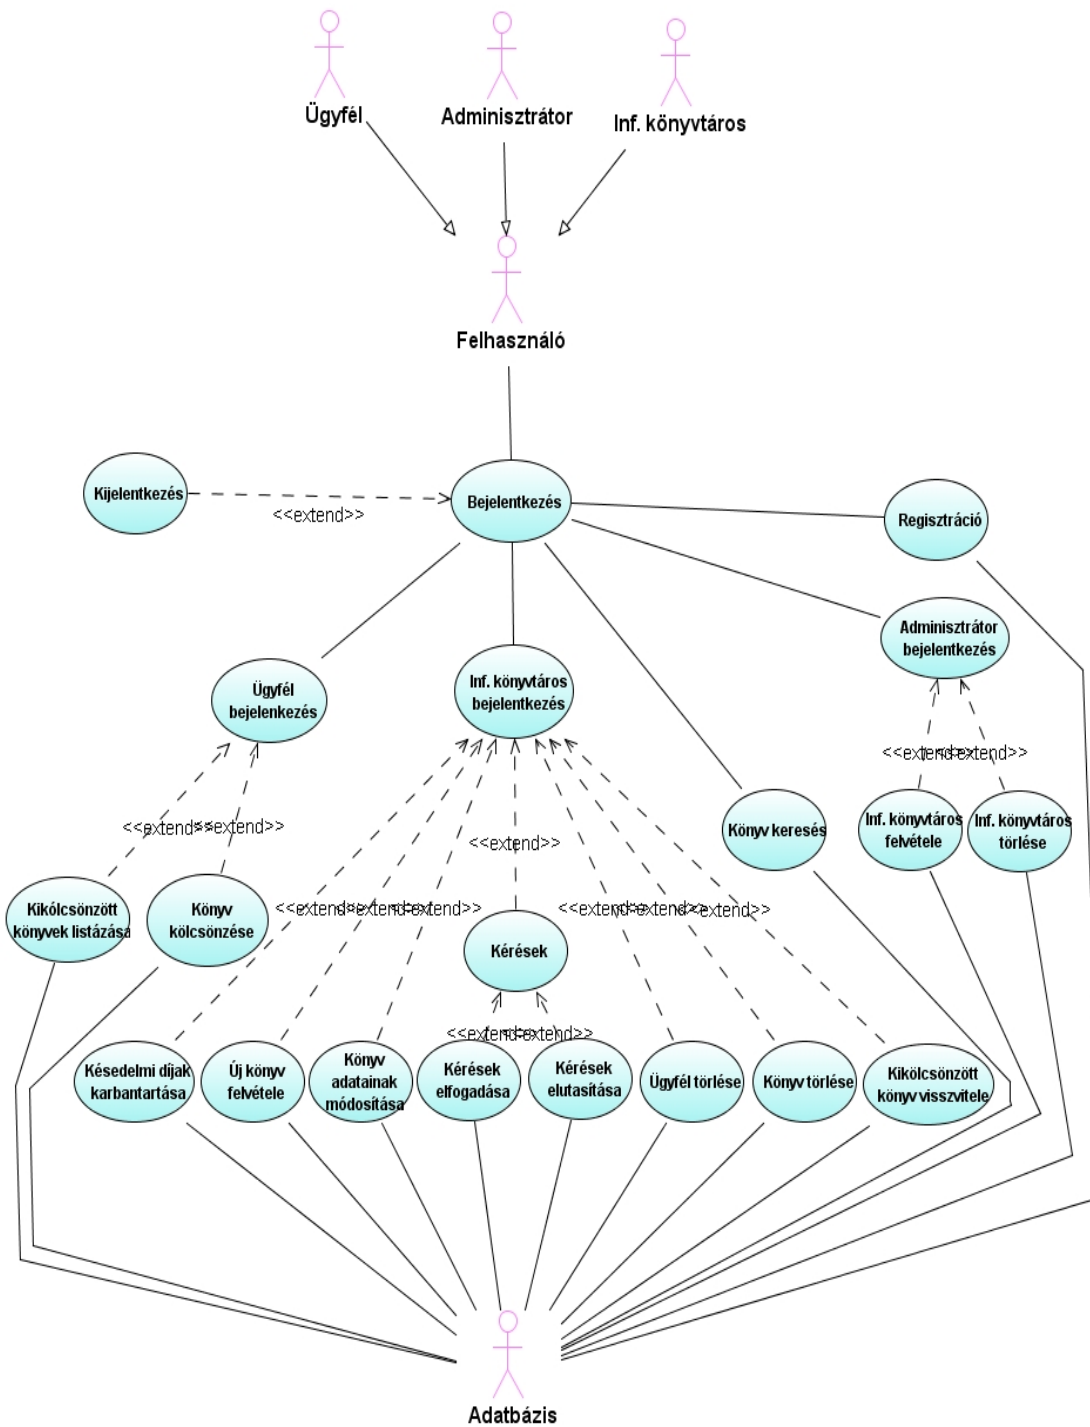 Ügyfél
Adminisztrátor
Inf. könyvtáros
Felhasználó
Kijelentkezés
<<extend>>
Bejelentkezés
Regisztráció
Adminisztrátor
bejelentkezés
Ügyfél
bejelenkezés
Inf. könyvtáros
bejelentkezés
<<extend>>
<<extend>>
<<extend>>
<<extend>>
<<extend>>
Könyv keresés
Inf. könyvtáros
felvétele
Inf. könyvtáros
törlése
Kikölcsönzött
könyvek listázása
Könyv
kölcsönzése
<<extend>>
<<extend>>
<<extend>>
<<extend>>
<<extend>>
<<extend>>
Kérések
<<extend>>
<<extend>>
Késedelmi díjak
karbantartása
Új könyv
felvétele
Könyv
adatainak
módosítása
Kérések
elfogadása
Kérések
elutasítása
Ügyfél törlése
Könyv törlése
Kikölcsönzött
könyv visszvitele
Adatbázis